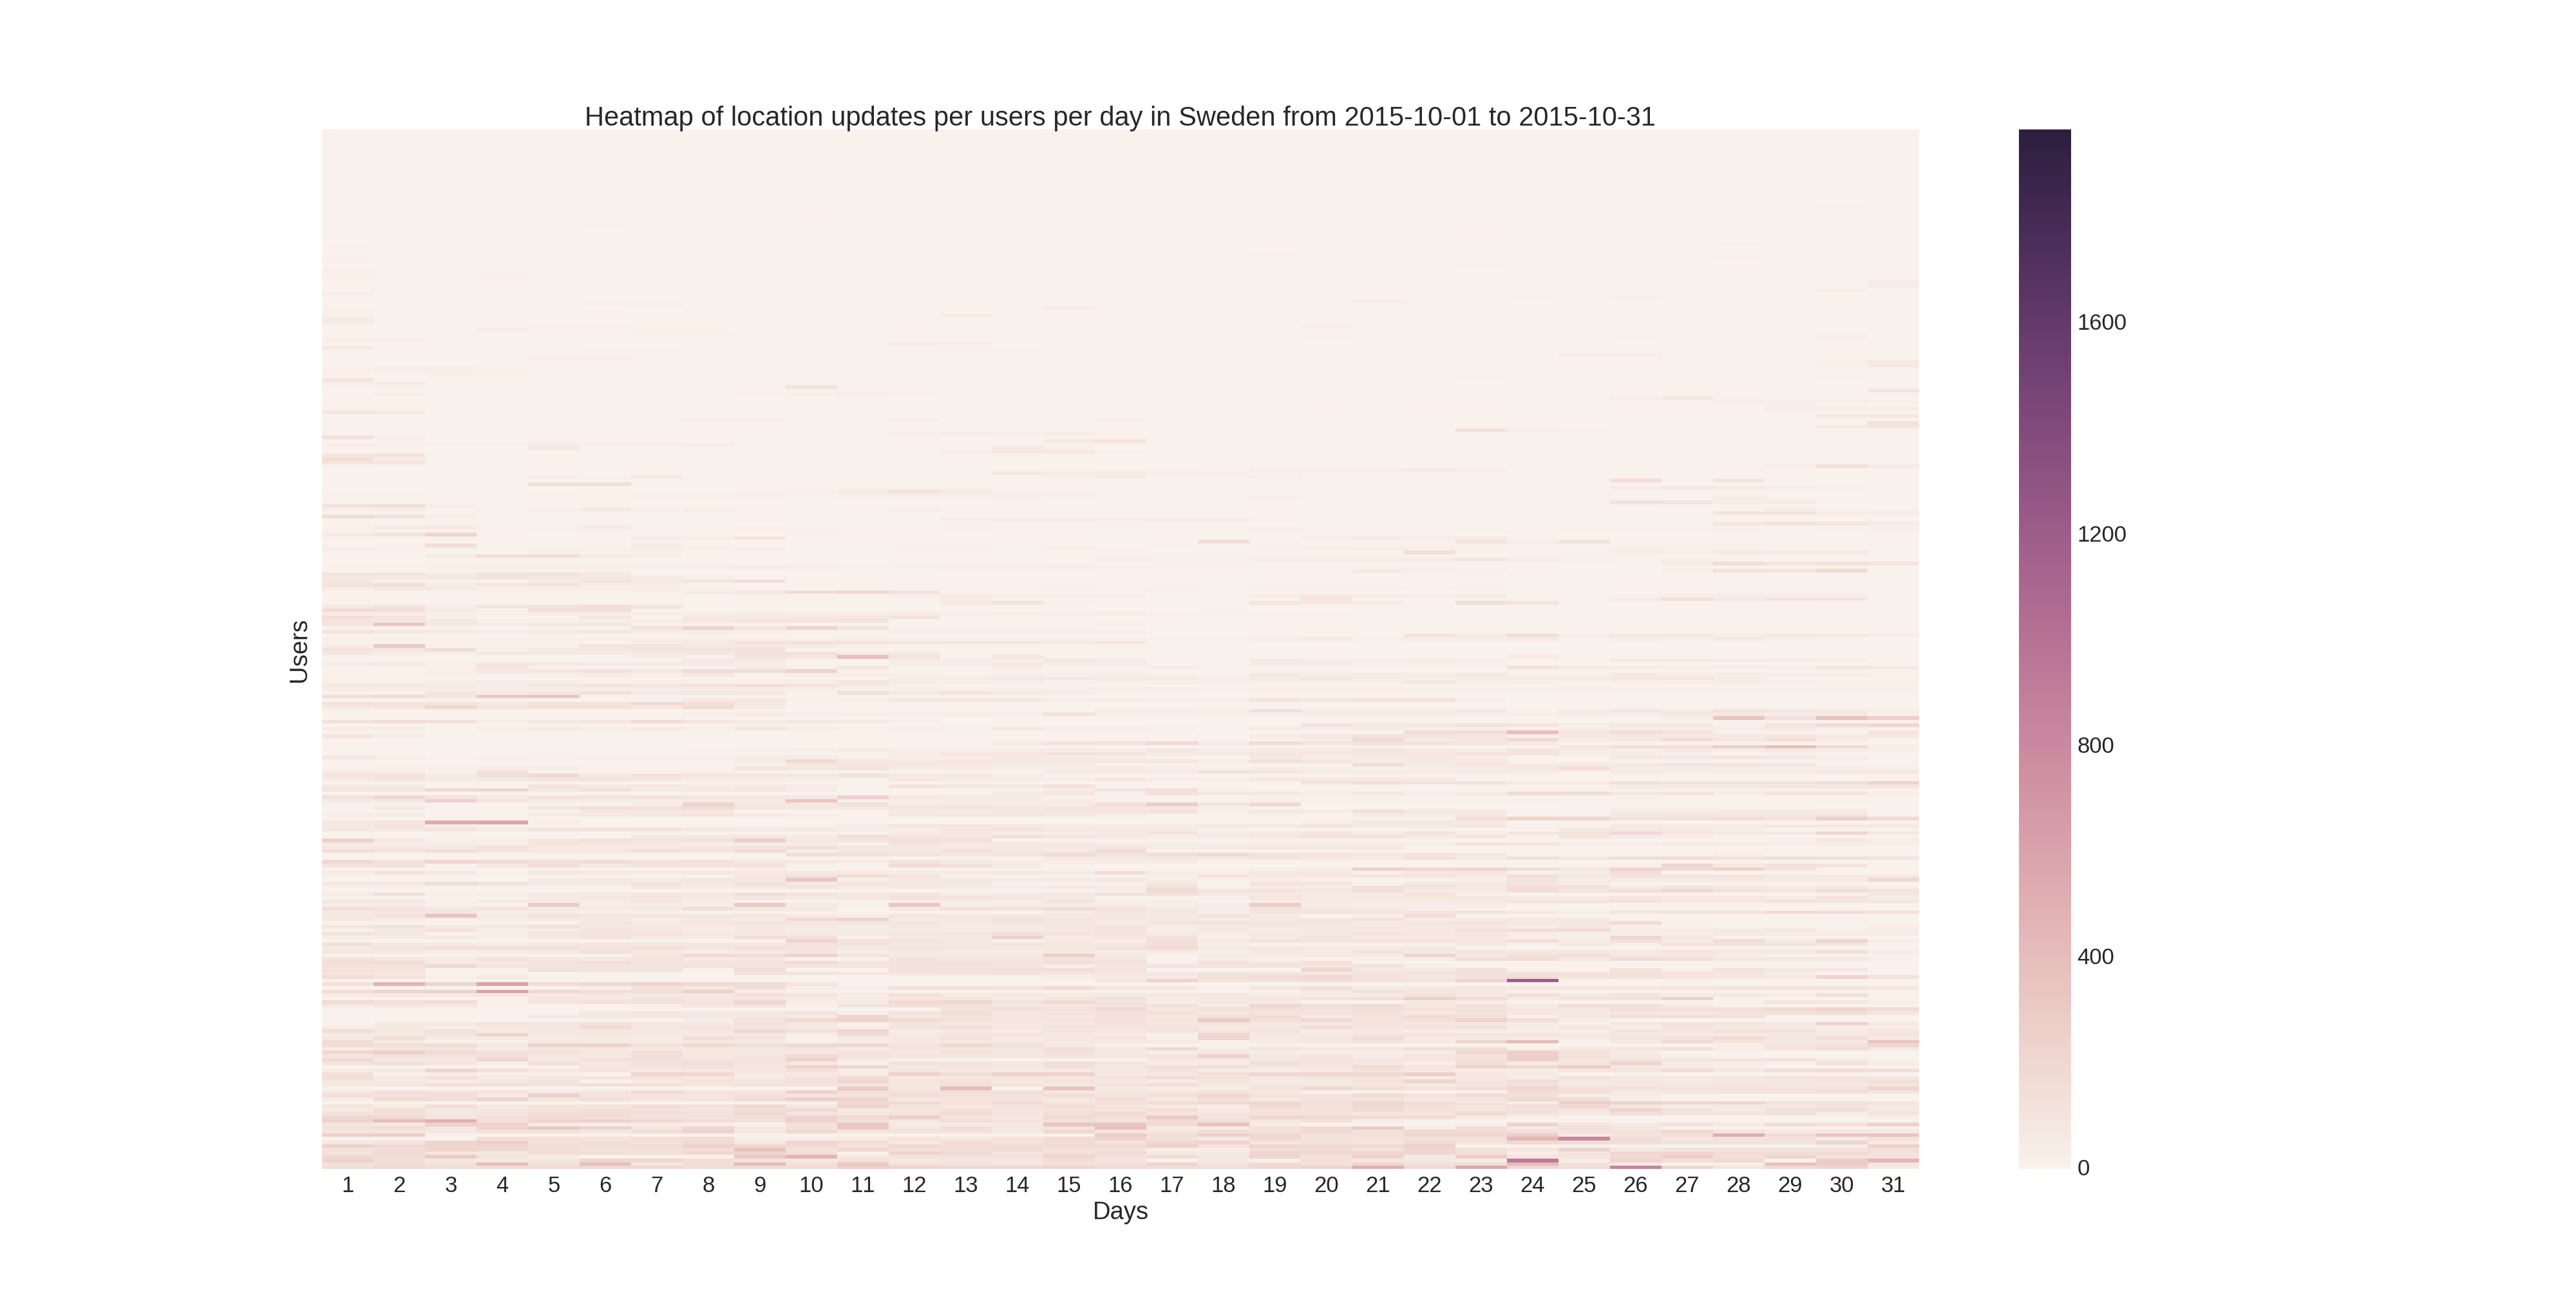 Heatmap of location updates per users per day in Sweden from 2015-10-01 to 2015-10-31
1600
1200
800
400
0
Users
1 2 3 4 5 6 7 8 9 10 11 12 13 14 15 16 17 18 19 20 21 22 23 24 25 26 27 28 29 30 31
Days